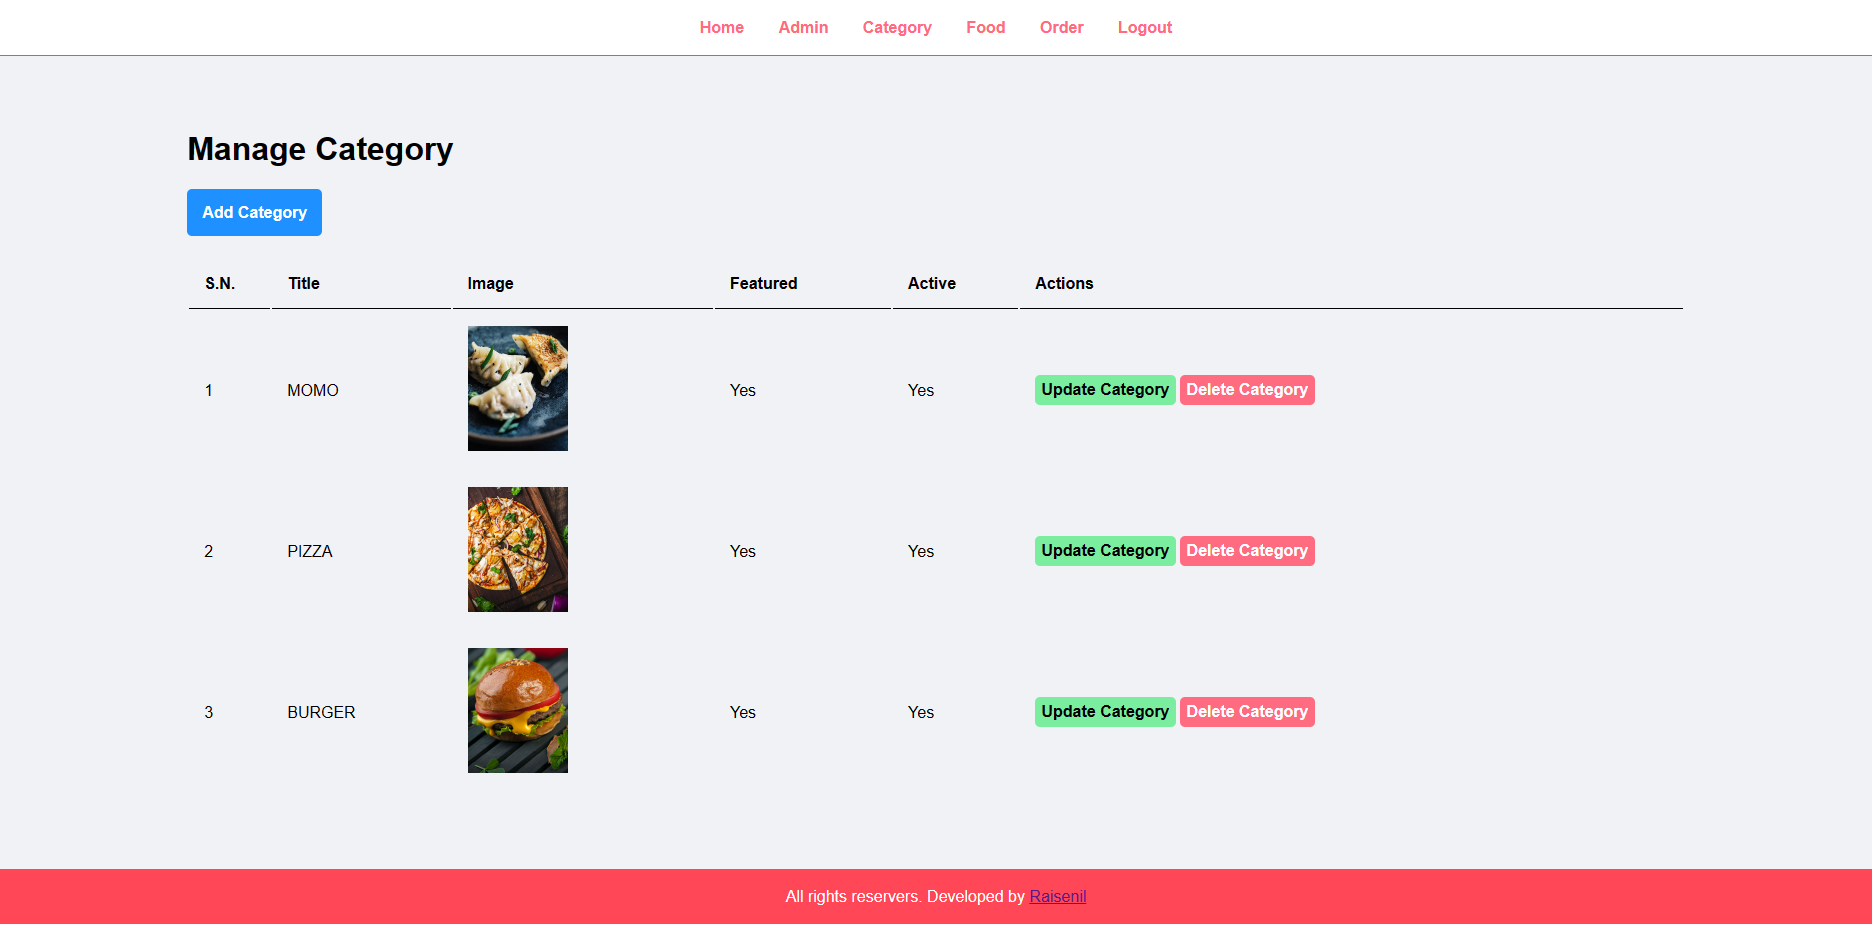 Home Admin Category Food Order Logout
Manage Category
Add Category
S.N. Title Image Featured Active Actions
1 MOMO Yes Yes Update Category Delete Category
2 PIZZA Yes Yes Update Category Delete Category
3 BURGER Yes Yes Update Category Delete Category
All rights reservers. Developed by Raisenil